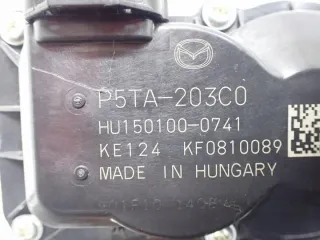 P5TA-203C0
HU150100-0741
KE124 KF0810089
MADE IN HUNGARY